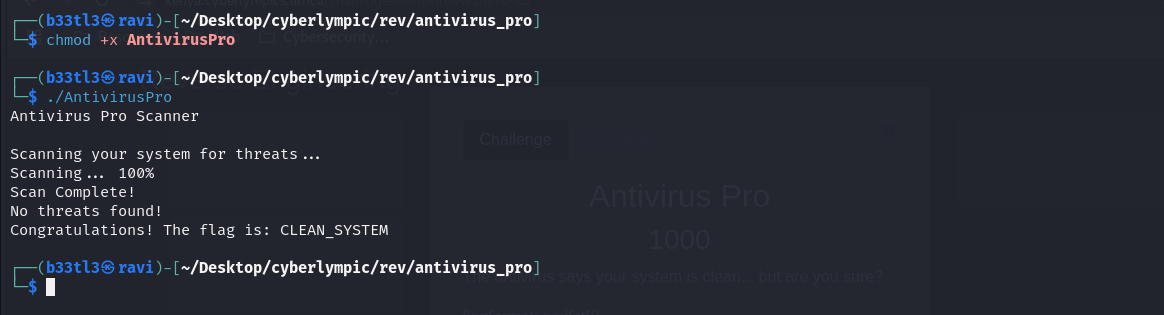 ┌──(b33tl3㉿ravi)-[~/Desktop/cyberlympic/rev/antivirus_pro]
└─$ chmod +x AntivirusPro
┌──(b33tl3㉿ravi)-[~/Desktop/cyberlympic/rev/antivirus_pro]
└─$ ./AntivirusPro
Antivirus Pro Scanner
Scanning your system for threats...
Scanning... 100%
Scan Complete!
No threats found!
Congratulations! The flag is: CLEAN_SYSTEM
┌──(b33tl3㉿ravi)-[~/Desktop/cyberlympic/rev/antivirus_pro]
└─$
Cybersecurity...
Challenge
Antivirus Pro
1000
The antivirus says your system is clean... but are you sure?